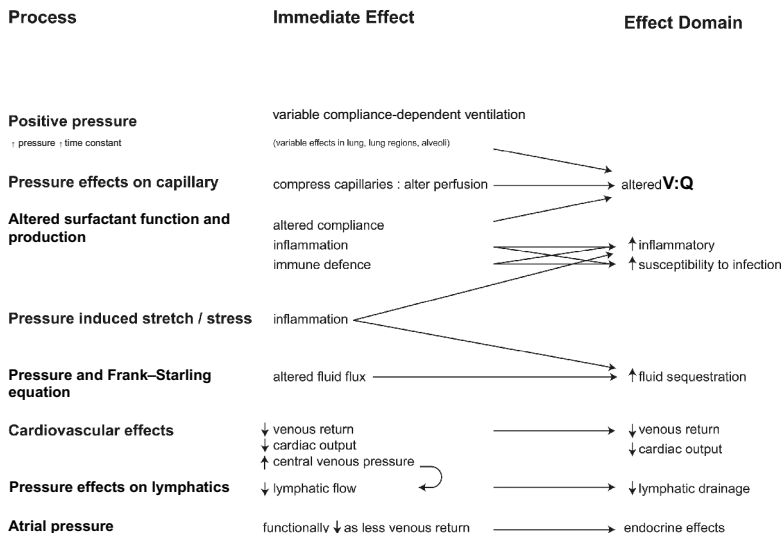 Process Immediate Effect Effect Domain
Positive pressure variable compliance-dependent ventilation
↑ pressure ↑ time constant (variable effects in lung, lung regions, alveoli)
Pressure effects on capillary compress capillaries : alter perfusion altered V:Q
Altered surfactant function and
production
altered compliance
inflammation ↑ inflammatory
immune defence ↑ susceptibility to infection
Pressure induced stretch / stress inflammation
Pressure and Frank–Starling
equation
altered fluid flux ↑ fluid sequestration
Cardiovascular effects ↓ venous return ↓ venous return
↓ cardiac output ↓ cardiac output
↑ central venous pressure
Pressure effects on lymphatics ↓ lymphatic flow ↓ lymphatic drainage
Atrial pressure functionally ↓ as less venous return endocrine effects